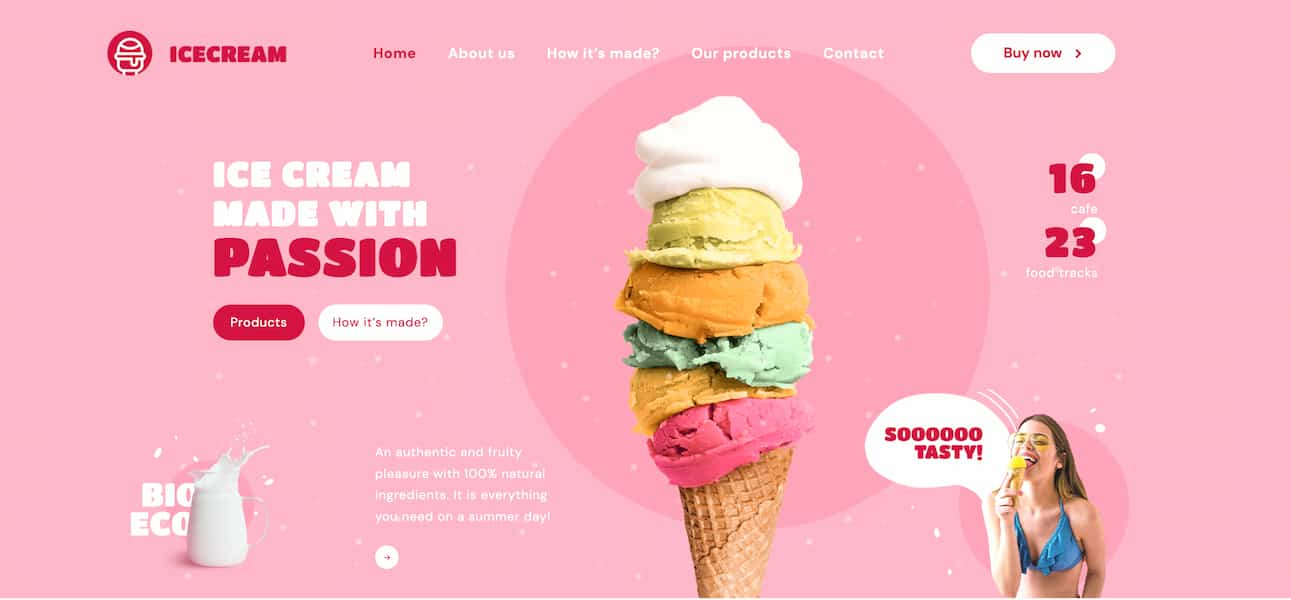 ICECREAM
Home
About us
How it's made?
Our products
Contact
Buy now
ICE CREAM
MADE WITH
PASSION
Products
How it's made?
16
cafe
23
food tracks
SOOOOOO
TASTY!
BIO
ECO
An authentic and fruity
pleasure with 100% natural
ingredients. It is everything
you need on a summer day!